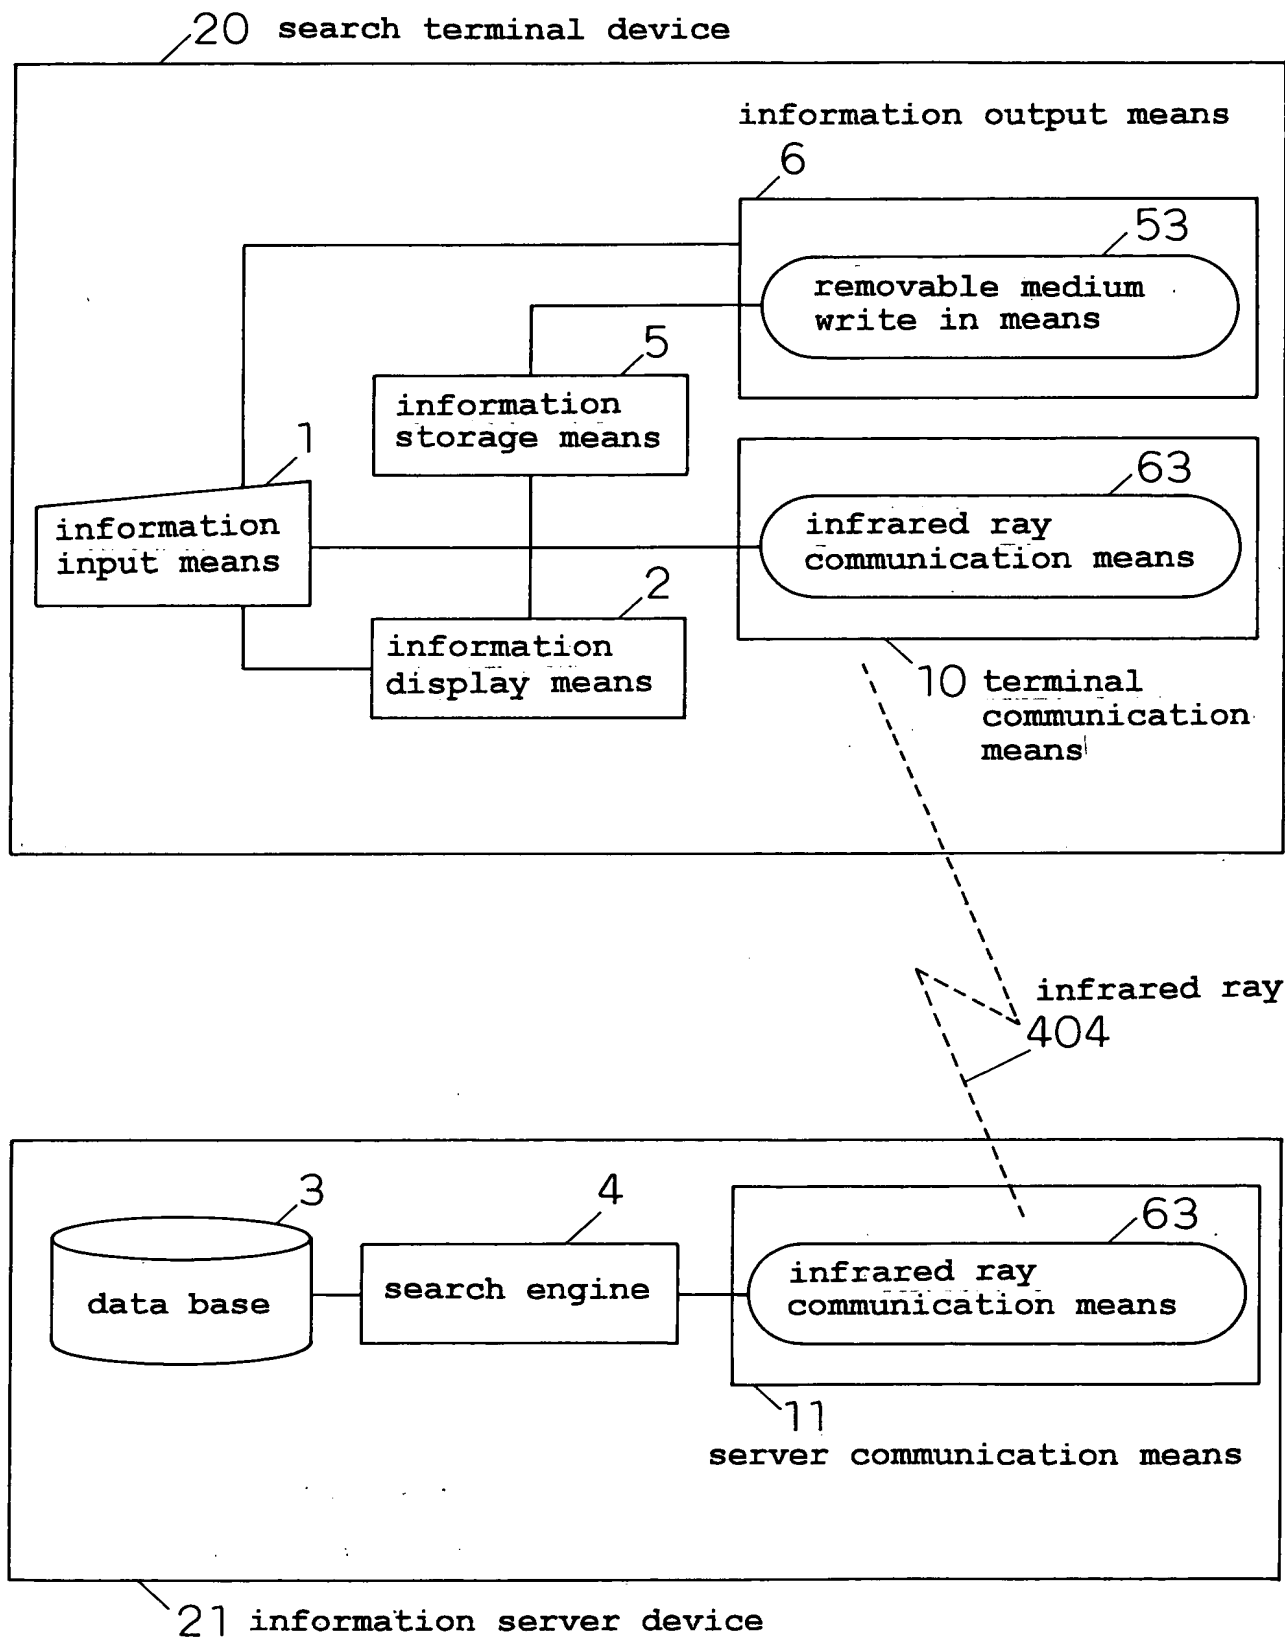 20 search terminal device
information output means
6
53
removable medium
write in means
5
information
storage means
1
63
information
input means
infrared ray
communication means
2
information
display means
10 terminal
communication
means
infrared ray
404
3
4
63
data base
search engine
infrared ray
communication means
11
server communication means
21 information server device